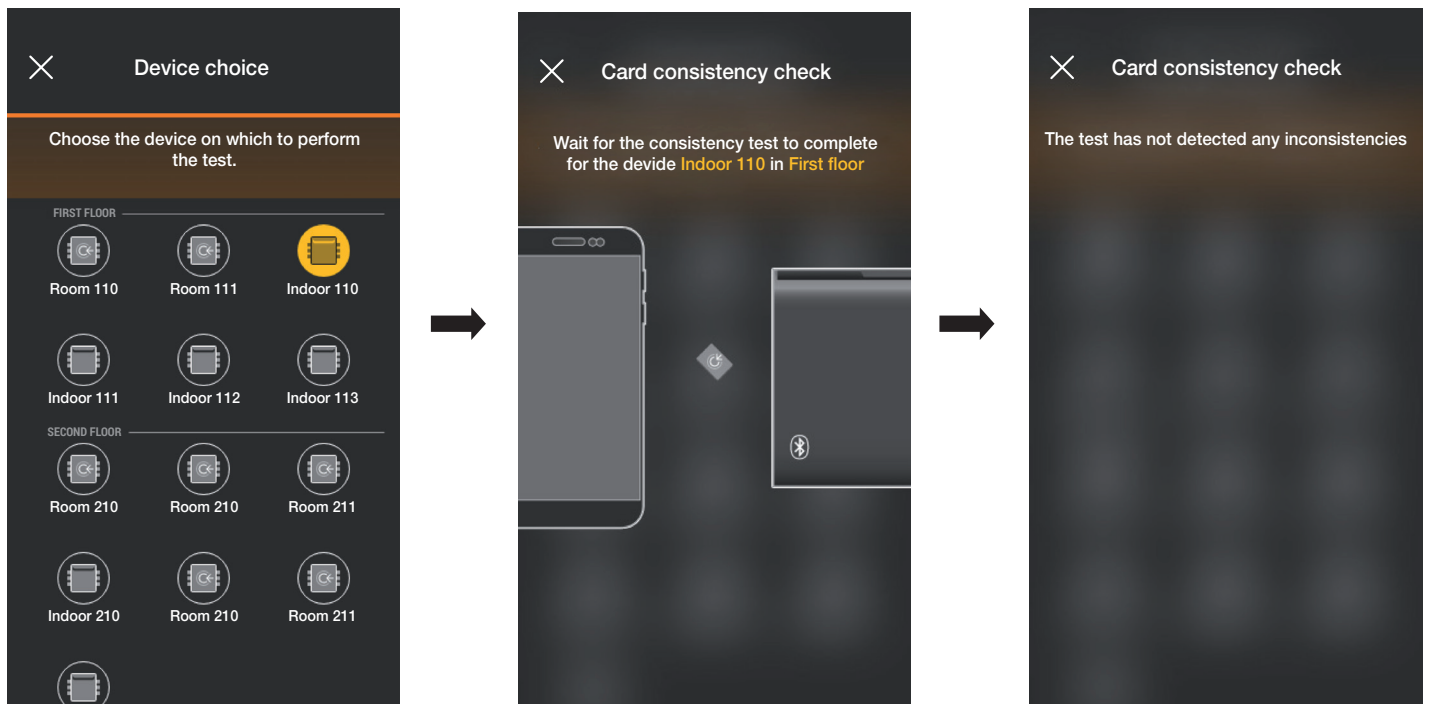 Device choice
Choose the device on which to perform
the test.
FIRST FLOOR
Room 110
Room 111
Indoor 110
Indoor 111
Indoor 112
Indoor 113
SECOND FLOOR
Room 210
Room 210
Room 211
Indoor 210
Room 210
Room 211
Card consistency check
Wait for the consistency test to complete
for the devide Indoor 110 in First floor
Card consistency check
The test has not detected any inconsistencies